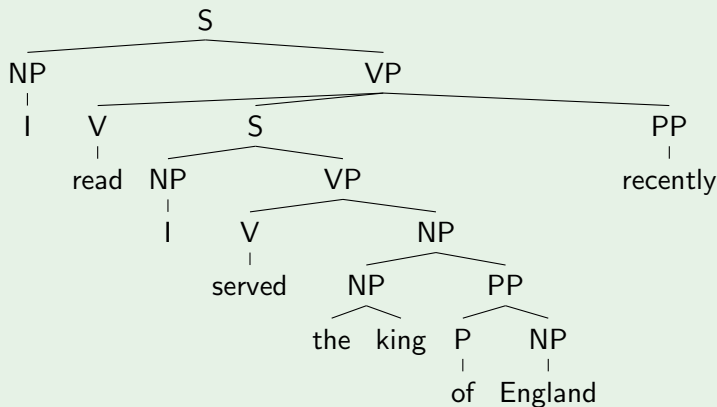 S
NP VP
I V S PP
read NP VP recently
I V NP
served NP PP
the king P NP
of England